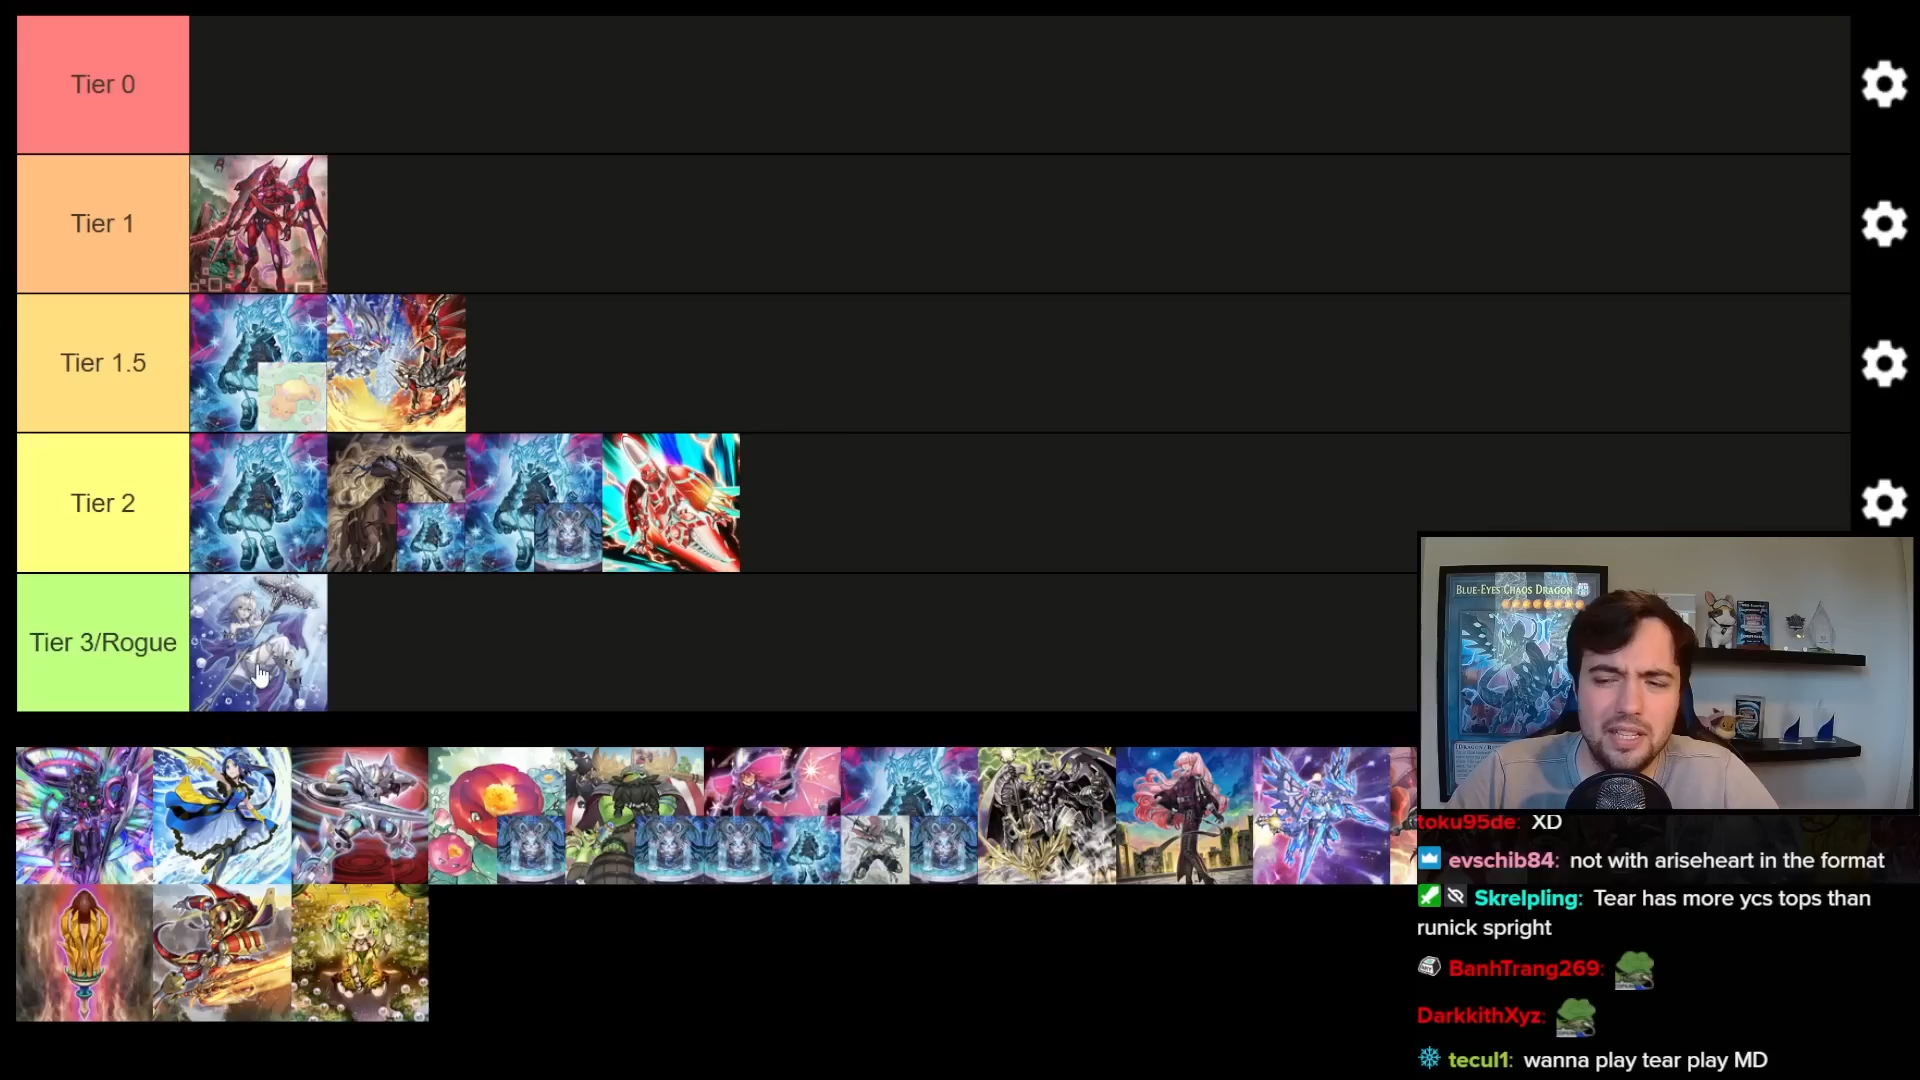 Tier 0
Tier 1
Tier 1.5
Tier 2
Tier 3/Rogue
BLUE-EYES CHAOS DRAGON
toku95de: XD
evschib84: not with ariseheart in the format
Skrelpling: Tear has more ycs tops than
runick spright
BanhTrang269:
DarkkithXyz:
tecul1: wanna play tear play MD